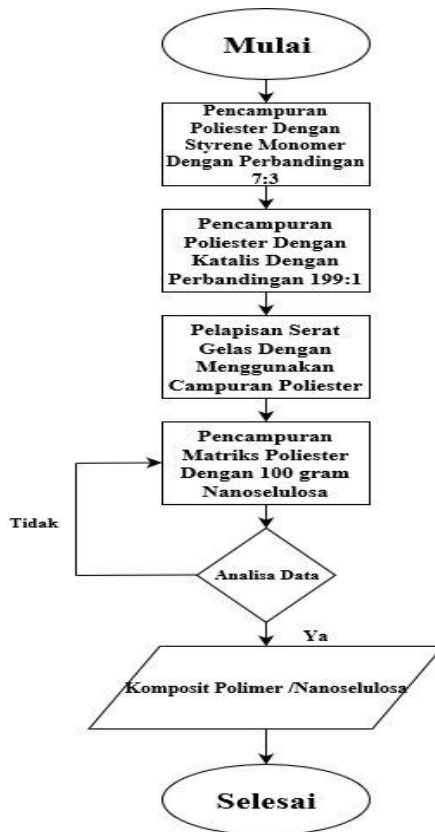 Mulai
Pencampuran
Poliester Dengan
Styrene Monomer
Dengan Perbandingan
7:3
Pencampuran
Poliester Dengan
Katalis Dengan
Perbandingan 199:1
Pelapisan Serat
Gelas Dengan
Menggunakan
Campuran Poliester
Pencampuran
Matriks Poliester
Dengan 100 gram
Nanoselulosa
Tidak
Analisa Data
Ya
Komposit Polimer /Nanoselulosa
Selesai